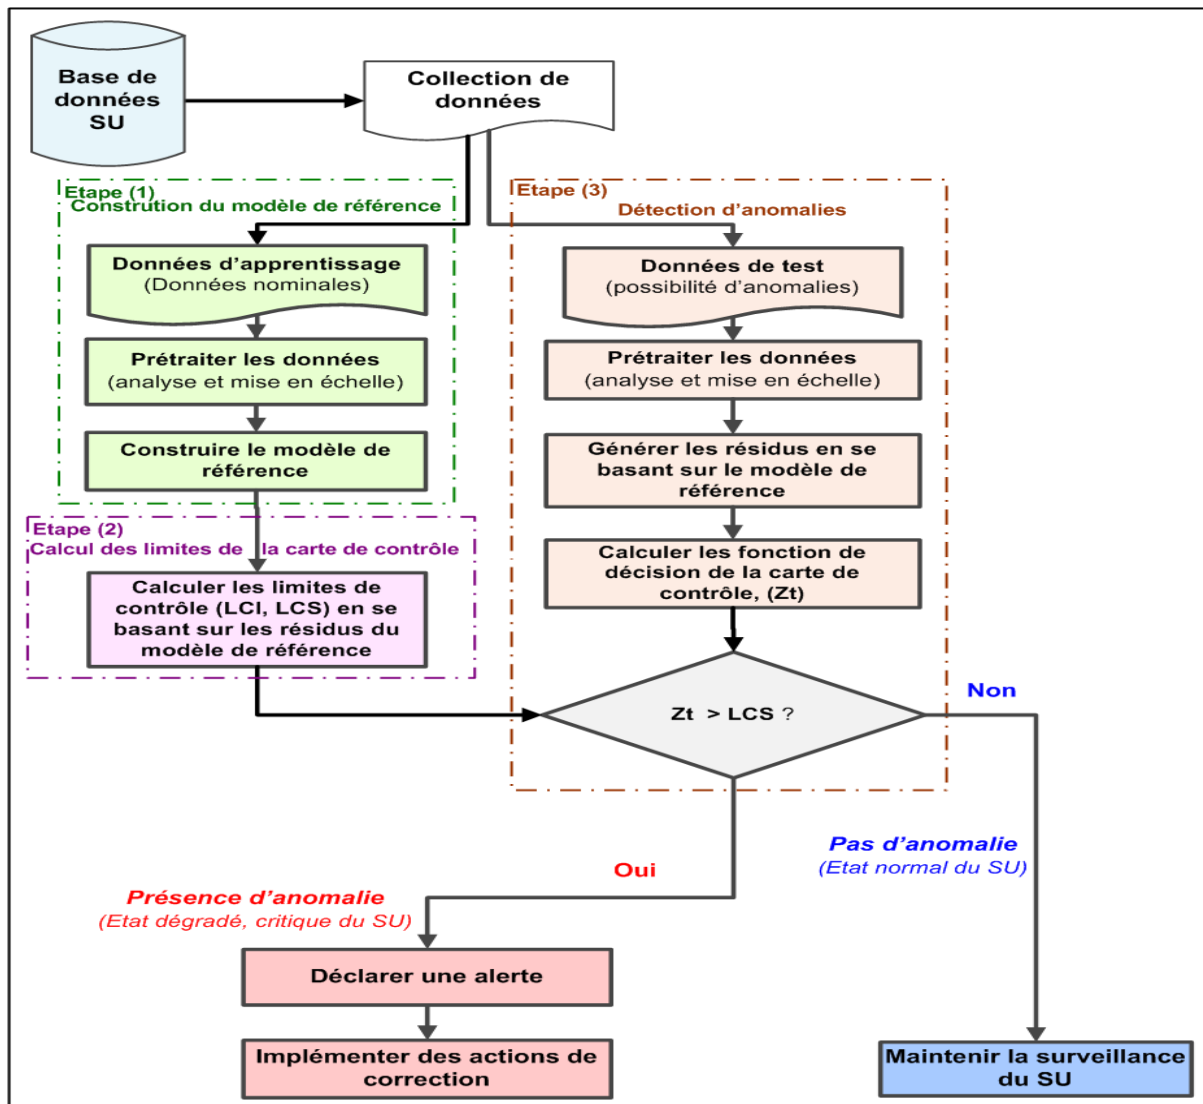 Base de
données
SU
Collection de
données
Etape (1)
Constrution du modèle de référence
Données d'apprentissage
(Données nominales)
Prétraiter les données
(analyse et mise en échelle)
Construire le modèle de
référence
Etape (2)
Calcul des limites de la carte de contrôle
Calculer les limites de
contrôle (LCI, LCS) en se
basant sur les résidus du
modèle de référence
Etape (3)
Détection d'anomalies
Données de test
(possibilité d'anomalies)
Prétraiter les données
(analyse et mise en échelle)
Générer les résidus en se
basant sur le modèle de
référence
Calculer les fonction de
décision de la carte de
contrôle, (Zt)
Zt > LCS ?
Non
Pas d'anomalie
(Etat normal du SU)
Oui
Présence d'anomalie
(Etat dégradé, critique du SU)
Déclarer une alerte
Implémenter des actions de
correction
Maintenir la surveillance
du SU